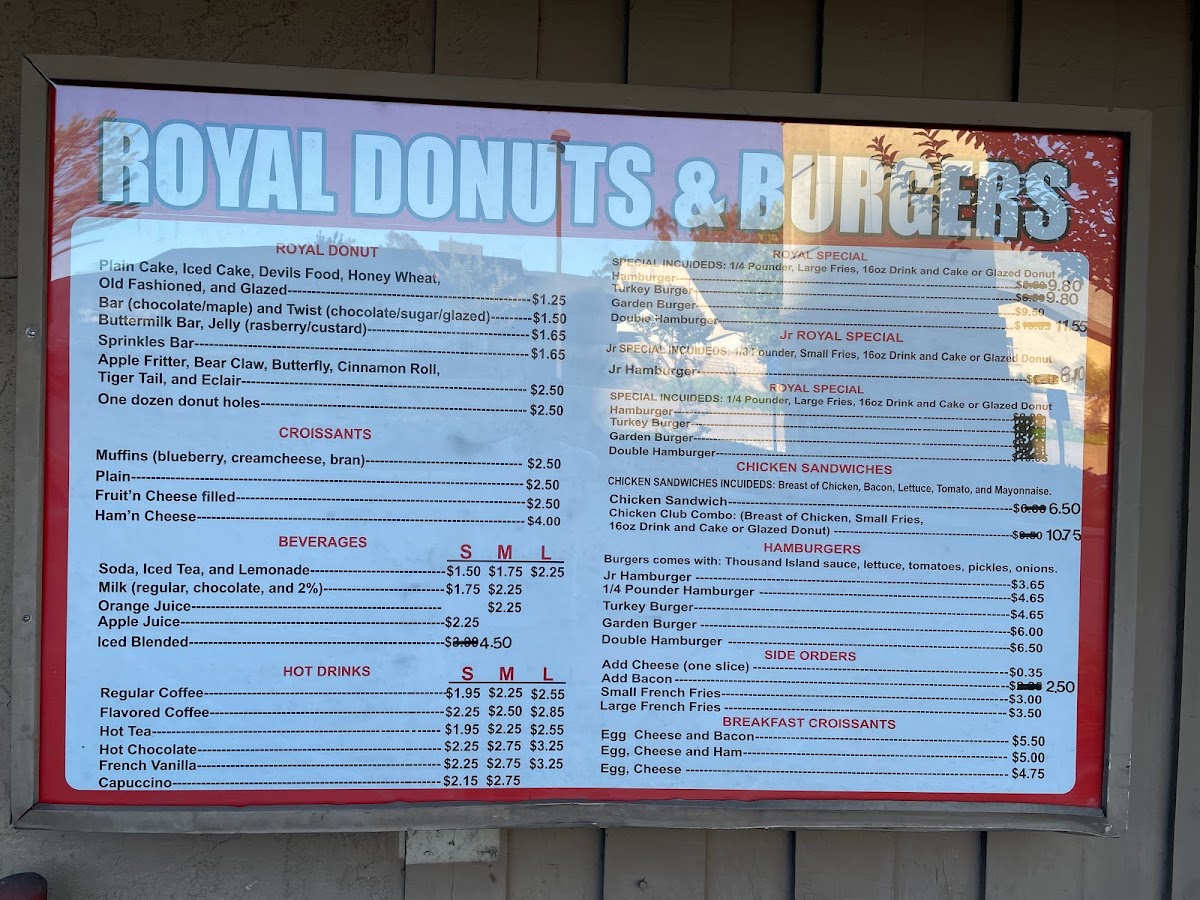 ROYAL DONUTS & BURGERS
ROYAL DONUT
Plain Cake, Iced Cake, Devils Food, Honey Wheat,
Old Fashioned, and Glazed $1.25
Bar (chocolate/maple) and Twist (chocolate/sugar/glazed) $1.50
Buttermilk Bar, Jelly (rasberry/custard) $1.65
Sprinkles Bar $1.65
Apple Fritter, Bear Claw, Butterfly, Cinnamon Roll,
Tiger Tail, and Eclair $2.50
One dozen donut holes $2.50
CROISSANTS
Muffins (blueberry, creamcheese, bran) $2.50
Plain $2.50
Fruit'n Cheese filled $2.50
Ham'n Cheese $4.00
BEVERAGES S M L
Soda, Iced Tea, and Lemonade $1.50 $1.75 $2.25
Milk (regular, chocolate, and 2%) $1.75 $2.25
Orange Juice $2.25
Apple Juice $2.25
Iced Blended 4.50
HOT DRINKS S M L
Regular Coffee $1.95 $2.25 $2.55
Flavored Coffee $2.25 $2.50 $2.85
Hot Tea $1.95 $2.25 $2.55
Hot Chocolate $2.25 $2.75 $3.25
French Vanilla $2.25 $2.75 $3.25
Capuccino $2.15 $2.75
ROYAL SPECIAL
SPECIAL INCUIDEDS: 1/4 Pounder, Large Fries, 16oz Drink and Cake or Glazed Donut
Hamburger 9.80
Turkey Burger 9.80
Garden Burger $9.50
Double Hamburger 11.55
Jr ROYAL SPECIAL
Jr SPECIAL INCUIDEDS: 1/3 Pounder, Small Fries, 16oz Drink and Cake or Glazed Donut
Jr Hamburger
ROYAL SPECIAL
SPECIAL INCUIDEDS: 1/4 Pounder, Large Fries, 16oz Drink and Cake or Glazed Donut
Hamburger
Turkey Burger
Garden Burger
Double Hamburger
CHICKEN SANDWICHES
CHICKEN SANDWICHES INCUIDEDS: Breast of Chicken, Bacon, Lettuce, Tomato, and Mayonnaise.
Chicken Sandwich 6.50
Chicken Club Combo: (Breast of Chicken, Small Fries,
16oz Drink and Cake or Glazed Donut) 10.75
HAMBURGERS
Burgers comes with: Thousand Island sauce, lettuce, tomatoes, pickles, onions.
Jr Hamburger $3.65
1/4 Pounder Hamburger $4.65
Turkey Burger $4.65
Garden Burger $6.00
Double Hamburger $6.50
SIDE ORDERS
Add Cheese (one slice) $0.35
Add Bacon 2.50
Small French Fries $3.00
Large French Fries $3.50
BREAKFAST CROISSANTS
Egg Cheese and Bacon $5.50
Egg, Cheese and Ham $5.00
Egg, Cheese $4.75